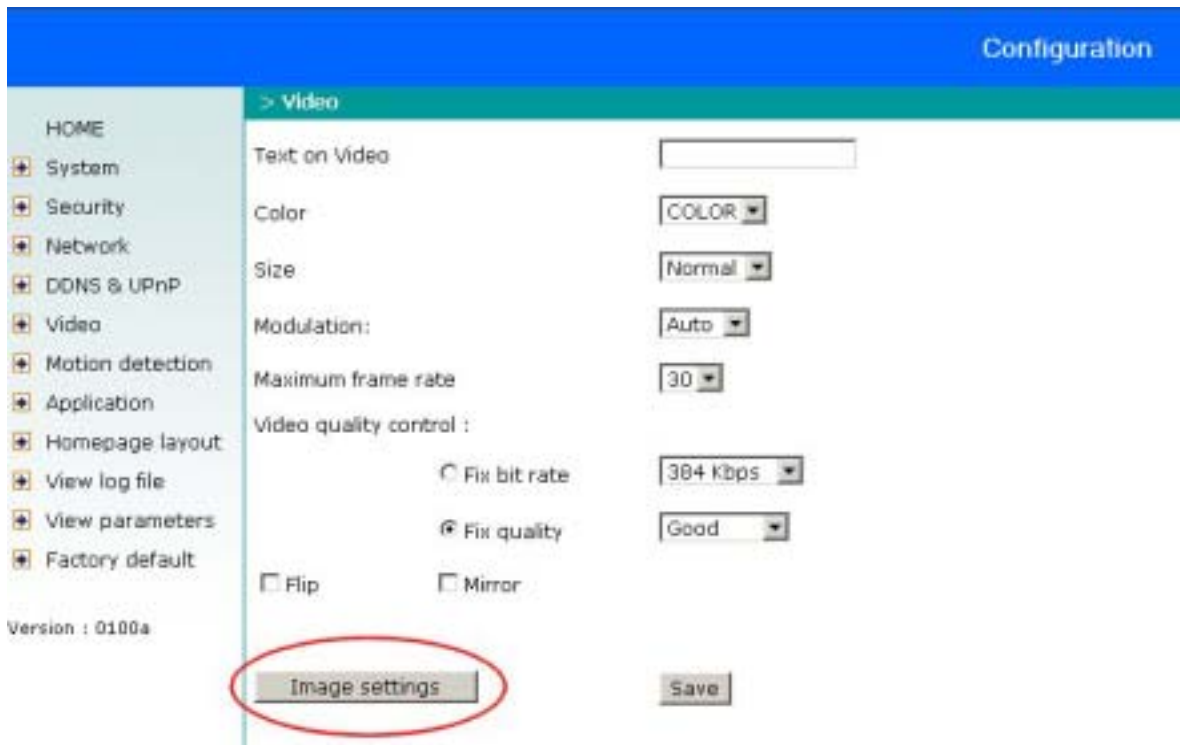 Configuration
> Video
HOME
System
Security
Network
DDNS & UPnP
Video
Motion detection
Application
Homepage layout
View log file
View parameters
Factory default
Version : 0100a
Text on Video
Color COLOR
Size Normal
Modulation: Auto
Maximum frame rate 30
Video quality control :
Fix bit rate 384 Kbps
Fix quality Good
Flip Mirror
Image settings Save